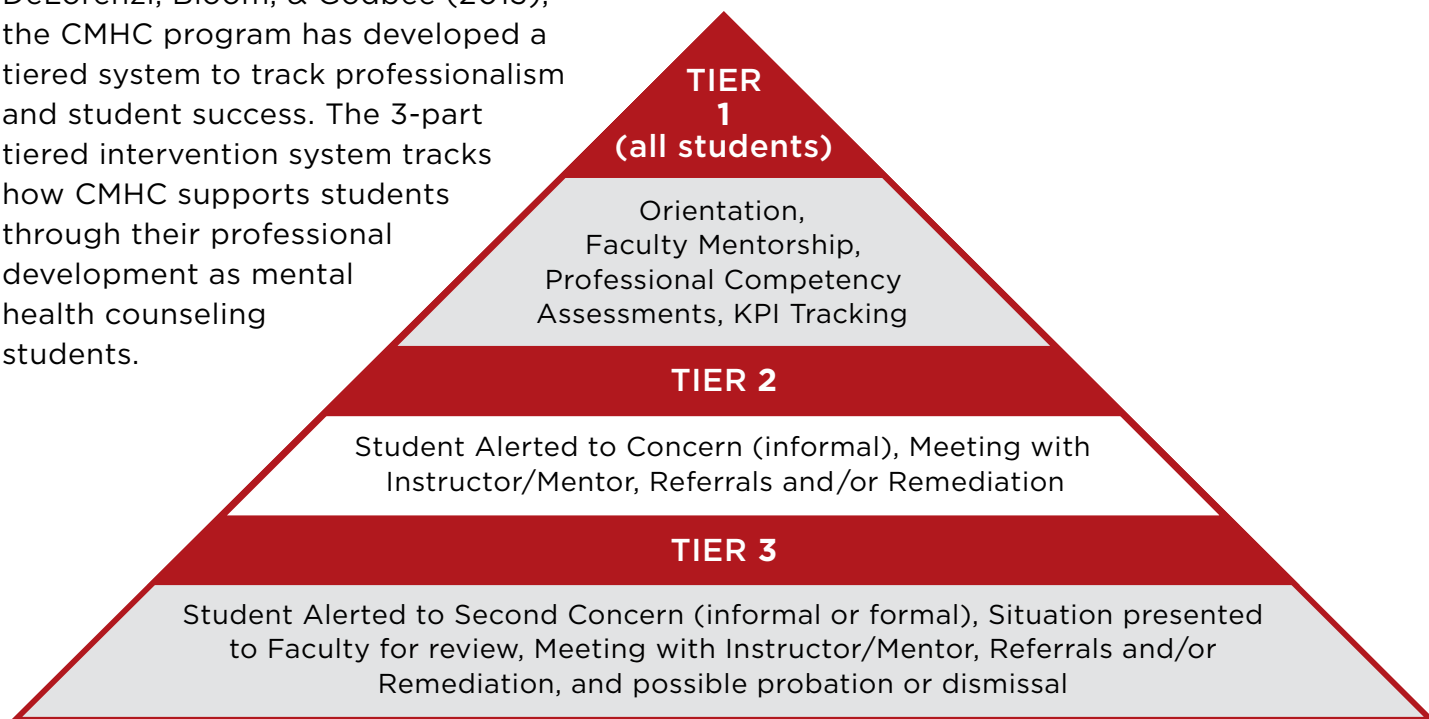 DeLorenzi, Bloom, & Godbee (2018),
the CMHC program has developed a
tiered system to track professionalism
and student success. The 3-part
tiered intervention system tracks
how CMHC supports students
through their professional
development as mental
health counseling
students.
TIER
1
(all students)
Orientation,
Faculty Mentorship,
Professional Competency
Assessments, KPI Tracking
TIER 2
Student Alerted to Concern (informal), Meeting with
Instructor/Mentor, Referrals and/or Remediation
TIER 3
Student Alerted to Second Concern (informal or formal), Situation presented
to Faculty for review, Meeting with Instructor/Mentor, Referrals and/or
Remediation, and possible probation or dismissal